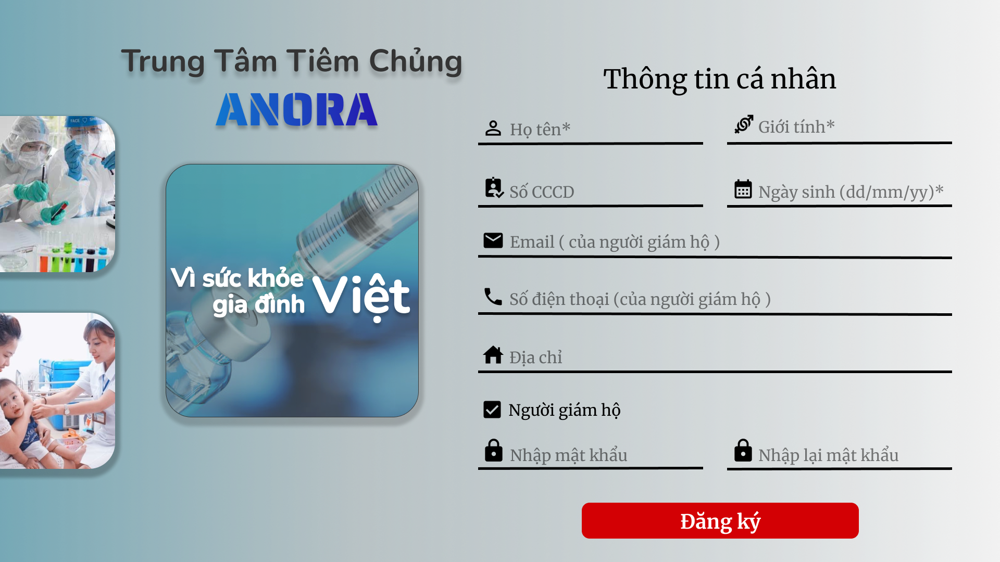 Trung Tâm Tiêm Chủng
ANORA
FACE SHI
Vì sức khỏe
gia đình
Việt
Thông tin cá nhân
Họ tên*
Giới tính*
Số CCCD
Ngày sinh (dd/mm/yy)*
Email ( của người giám hộ )
Số điện thoại (của người giám hộ )
Địa chỉ
Người giám hộ
Nhập mật khẩu
Nhập lại mật khẩu
Đăng ký